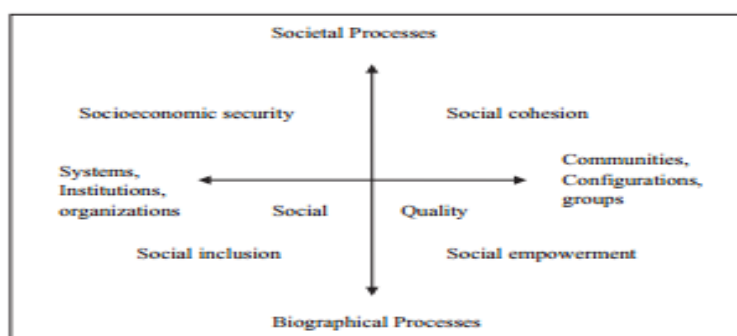 Societal Processes
Socioeconomic security Social cohesion
Systems,
Institutions,
organizations
Communities,
Configurations,
groups
Social Quality
Social inclusion Social empowerment
Biographical Processes